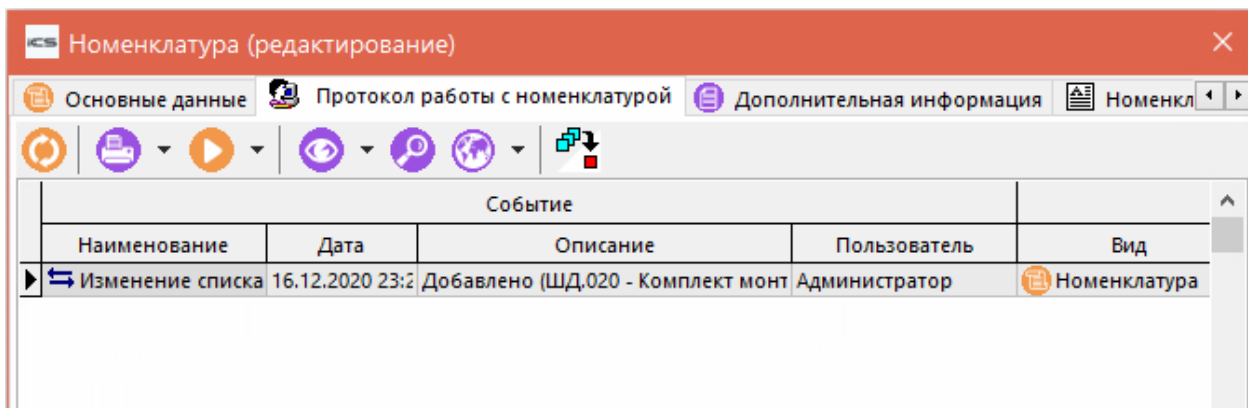 iCS Номенклатура (редактирование)
Основные данные Протокол работы с номенклатурой Дополнительная информация Номенкл
Событие
Наименование Дата Описание Пользователь Вид
Изменение списка 16.12.2020 23:2 Добавлено (ШД.020 - Комплект монт Администратор Номенклатура